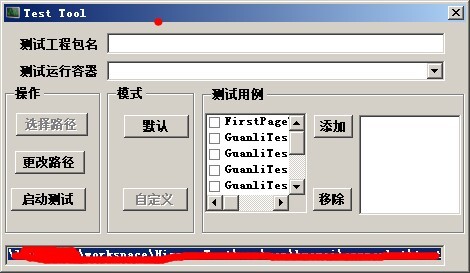 Test Tool
测试工程包名
测试运行容器
操作
模式
测试用例
选择路径
更改路径
启动测试
默认
自定义
FirstPage
GuanliTes
GuanliTes
GuanliTes
GuanliTes
添加
移除
\workspace\